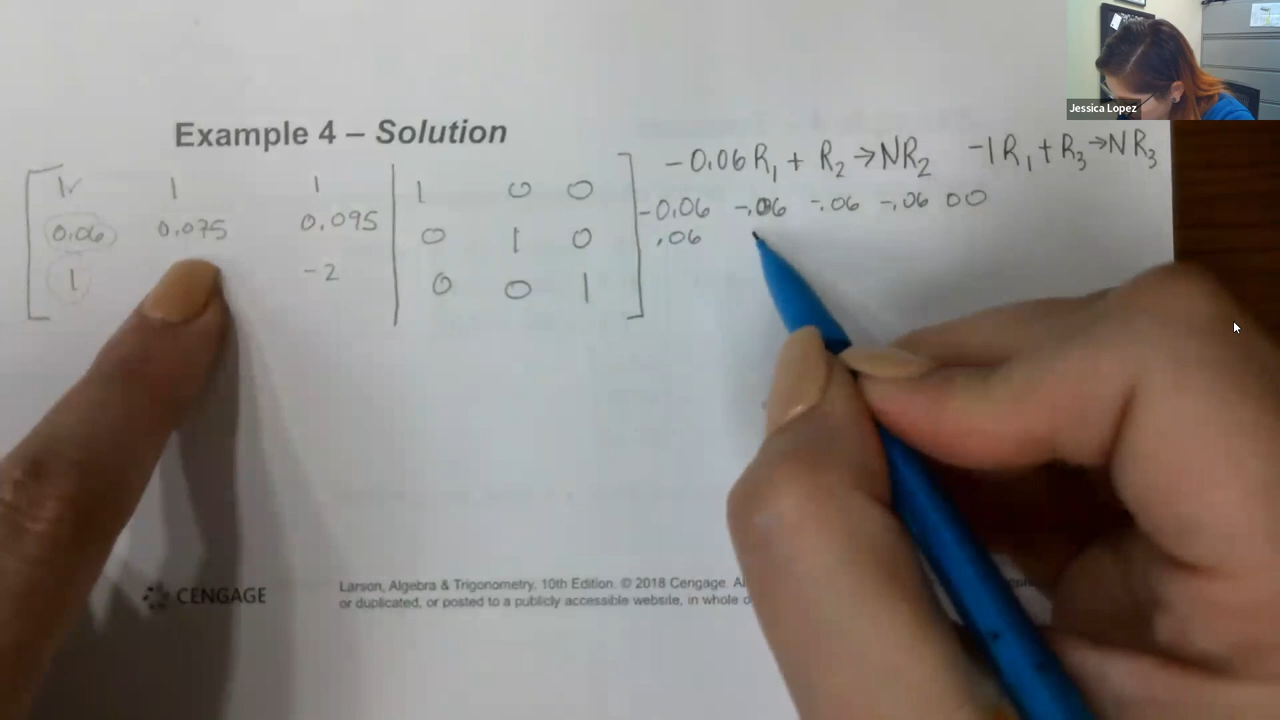 Jessica Lopez
Example 4 – Solution
-0.06R₁ + R₂ → NR₂ -1R₁ + R₃ → NR₃
1 1 1 1 0 0
-0.06 -.06 -.06 -.06 0 0
0.06 0.075 0.095 0 1 0
.06
1 -2 0 0 1
CENGAGE
Larson, Algebra & Trigonometry, 10th Edition. © 2018 Cengage.
or duplicated, or posted to a publicly accessible website, in whole